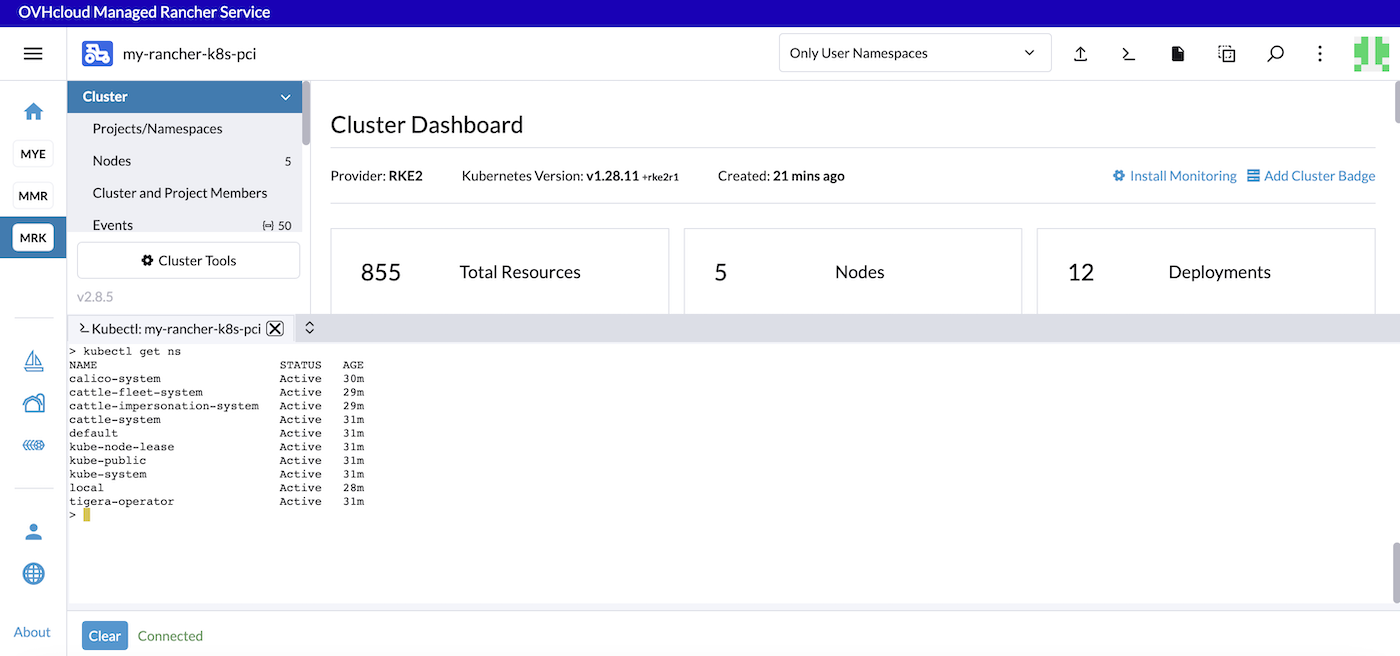 OVHcloud Managed Rancher Service
my-rancher-k8s-pci
Only User Namespaces
Cluster
Projects/Namespaces
Nodes 5
Cluster and Project Members
Events 50
Cluster Tools
v2.8.5
MYE
MMR
MRK
About
Cluster Dashboard
Provider: RKE2 Kubernetes Version: v1.28.11 +rke2r1 Created: 21 mins ago Install Monitoring Add Cluster Badge
855 Total Resources 5 Nodes 12 Deployments
Kubectl: my-rancher-k8s-pci
> kubectl get ns
NAME STATUS AGE
calico-system Active 30m
cattle-fleet-system Active 29m
cattle-impersonation-system Active 29m
cattle-system Active 31m
default Active 31m
kube-node-lease Active 31m
kube-public Active 31m
kube-system Active 31m
local Active 28m
tigera-operator Active 31m
>
Clear Connected